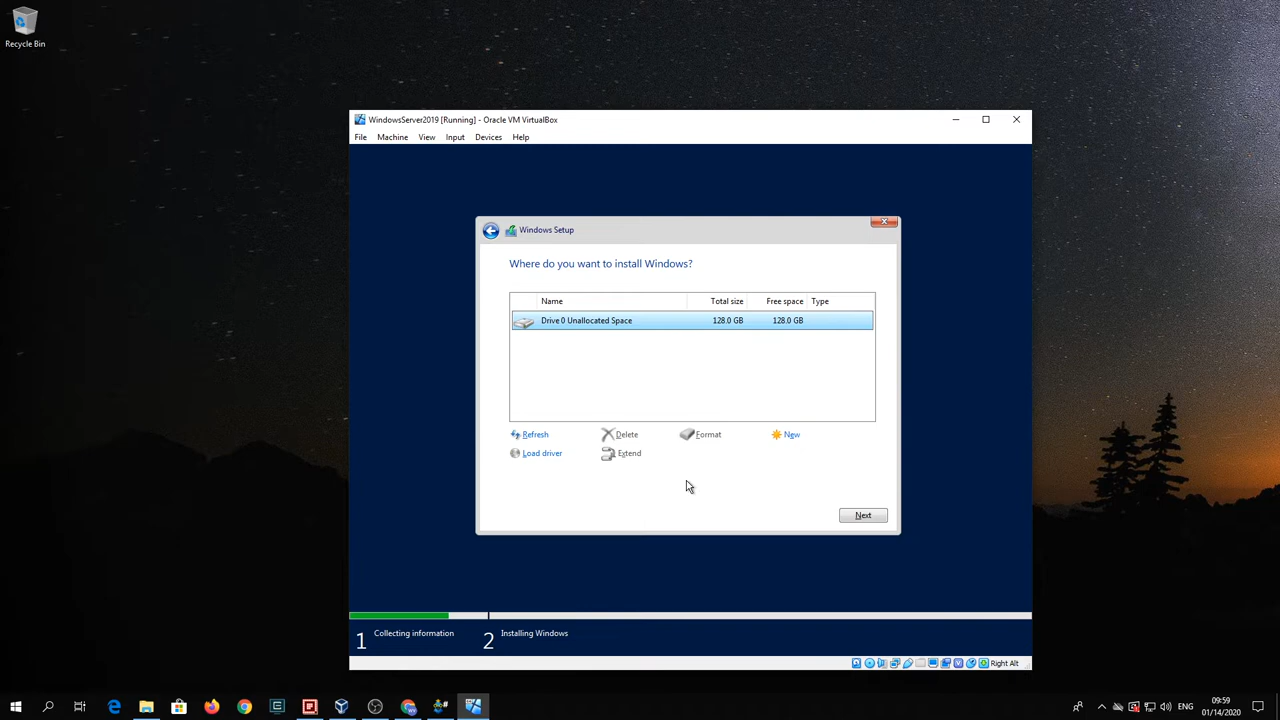 Recycle Bin
WindowsServer2019 [Running] - Oracle VM VirtualBox
File Machine View Input Devices Help
Windows Setup
Where do you want to install Windows?
Name Total size Free space Type
Drive 0 Unallocated Space 128.0 GB 128.0 GB
Refresh Delete Format New
Load driver Extend
Next
1 Collecting information 2 Installing Windows
Right Alt
ENG
09:59
01/14/2020